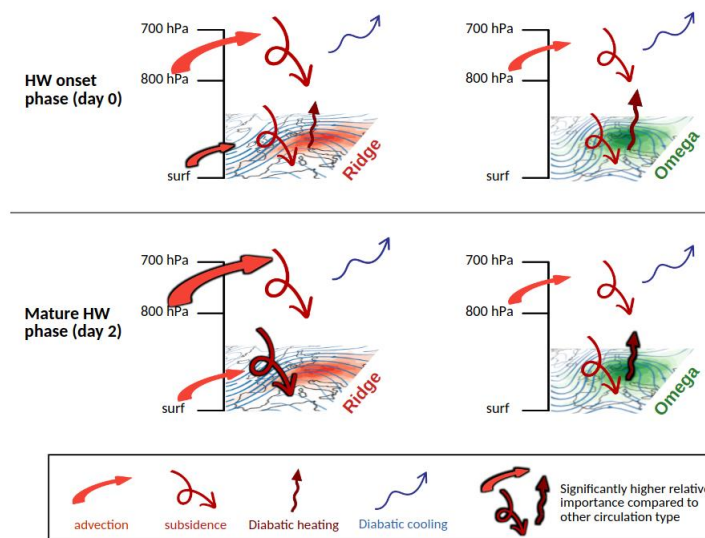 700 hPa
700 hPa
HW onset
phase (day 0)
800 hPa
800 hPa
surf
surf
Ridge
Omega
700 hPa
700 hPa
Mature HW
phase (day 2)
800 hPa
800 hPa
surf
surf
Ridge
Omega
advection
subsidence
Diabatic heating
Diabatic cooling
Significantly higher relative
importance compared to
other circulation type